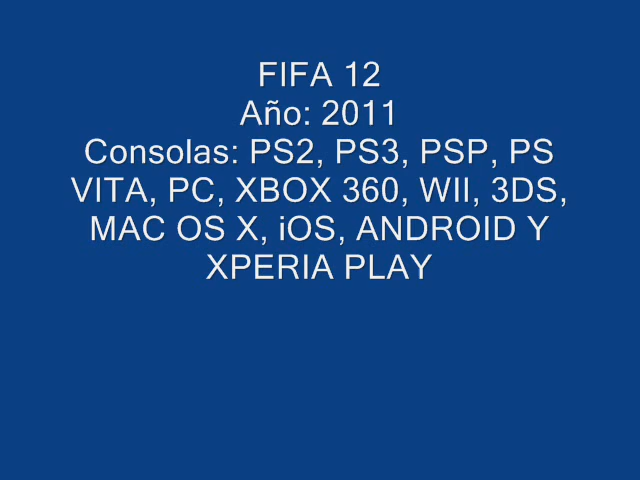 FIFA 12
Año: 2011
Consolas: PS2, PS3, PSP, PS
VITA, PC, XBOX 360, WII, 3DS,
MAC OS X, iOS, ANDROID Y
XPERIA PLAY